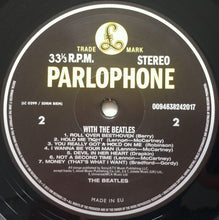 TRADE MARK
33⅓ R.P.M. STEREO
PARLOPHONE
0094638242017
2 2
WITH THE BEATLES
1. ROLL OVER BEETHOVEN (Berry)
2. HOLD ME TIGHT (Lennon—McCartney)
3. YOU REALLY GOT A HOLD ON ME (Robinson)
4. I WANNA BE YOUR MAN (Lennon—McCartney)
5. DEVIL IN HER HEART (Drapkin)
6. NOT A SECOND TIME (Lennon—McCartney)
7. MONEY (THAT'S WHAT I WANT) (Bradford—Gordy)
THE BEATLES
MADE IN EU